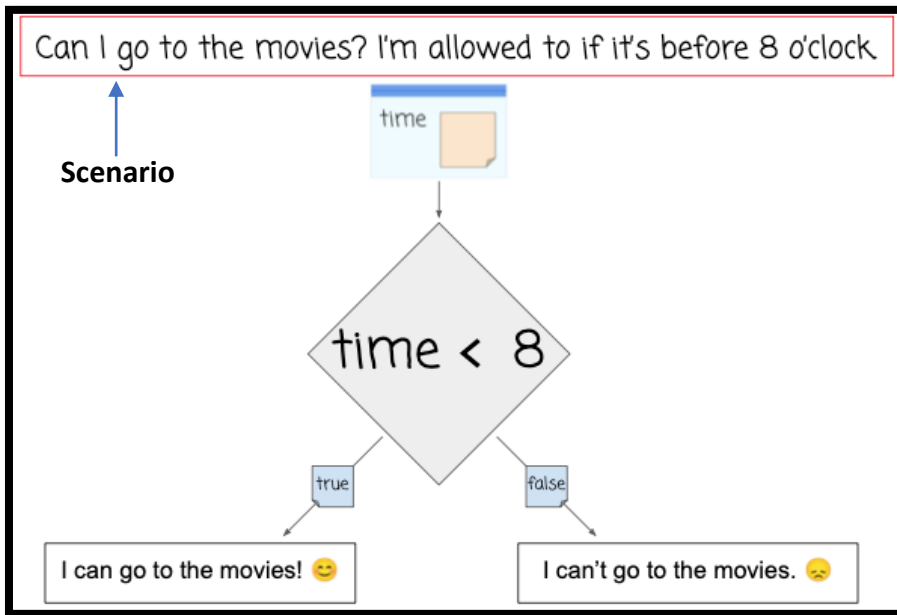 Can I go to the movies? I'm allowed to if it's before 8 o'clock
Scenario
time
time < 8
true
false
I can go to the movies! 😊
I can't go to the movies. 😞